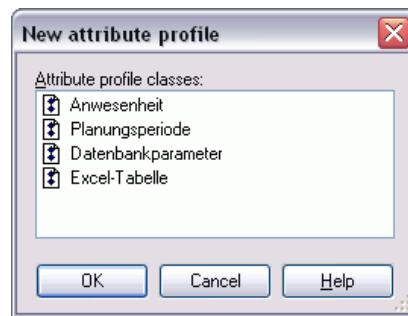 New attribute profile
Attribute profile classes:
Anwesenheit
Planungsperiode
Datenbankparameter
Excel-Tabelle
OK Cancel Help